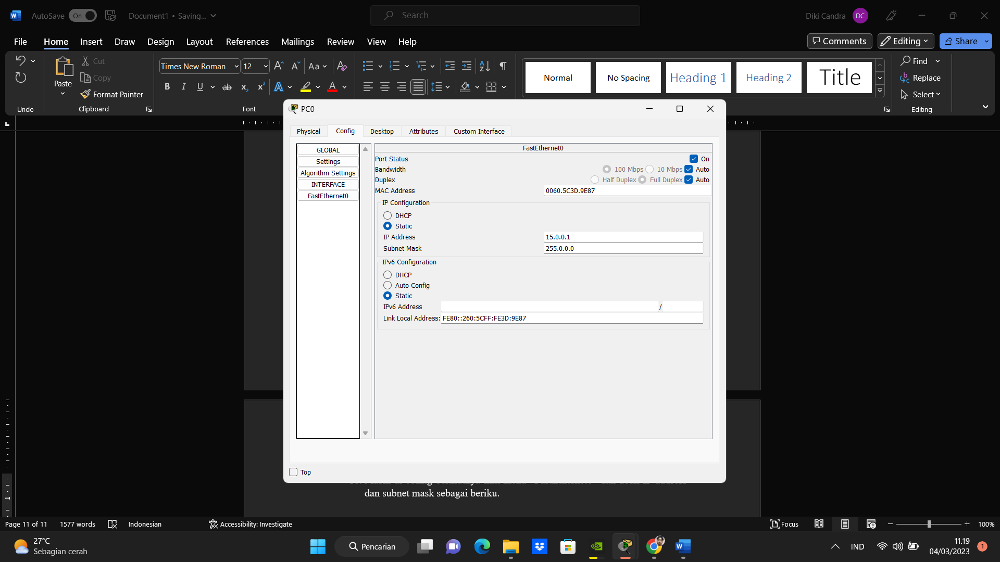 AutoSave On Document1 • Saving... Search Diki Candra DC
File Home Insert Draw Design Layout References Mailings Review View Help Comments Editing Share
Paste Cut Copy Format Painter
Times New Roman 12 Aa
B I U ab x₂ x² A A
Normal No Spacing Heading 1 Heading 2 Title
Find Replace Select
Undo Clipboard Font Editing
PC0
Physical Config Desktop Attributes Custom Interface
GLOBAL
Settings
Algorithm Settings
INTERFACE
FastEthernet0
FastEthernet0
Port Status On
Bandwidth 100 Mbps 10 Mbps Auto
Duplex Half Duplex Full Duplex Auto
MAC Address 0060.5C3D.9E87
IP Configuration
DHCP
Static
IP Address 15.0.0.1
Subnet Mask 255.0.0.0
IPv6 Configuration
DHCP
Auto Config
Static
IPv6 Address /
Link Local Address: FE80::260:5CFF:FE3D:9E87
Top
dan subnet mask sebagai beriku.
Page 11 of 11 1577 words Indonesian Accessibility: Investigate Focus 100%
27°C
Sebagian cerah
Pencarian
IND
11.19
04/03/2023
1